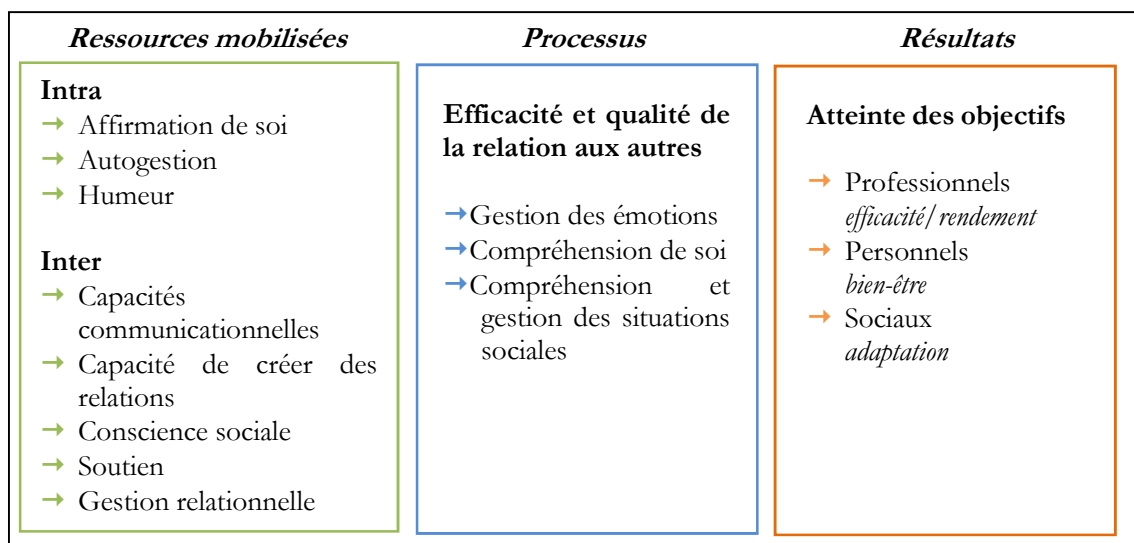 Ressources mobilisées
Intra
→ Affirmation de soi
→ Autogestion
→ Humeur
Inter
→ Capacités
communicationnelles
→ Capacité de créer des
relations
→ Conscience sociale
→ Soutien
→ Gestion relationnelle
Processus
Efficacité et qualité de
la relation aux autres
→Gestion des émotions
→Compréhension de soi
→Compréhension et
gestion des situations
sociales
Résultats
Atteinte des objectifs
→ Professionnels
efficacité/rendement
→ Personnels
bien-être
→ Sociaux
adaptation